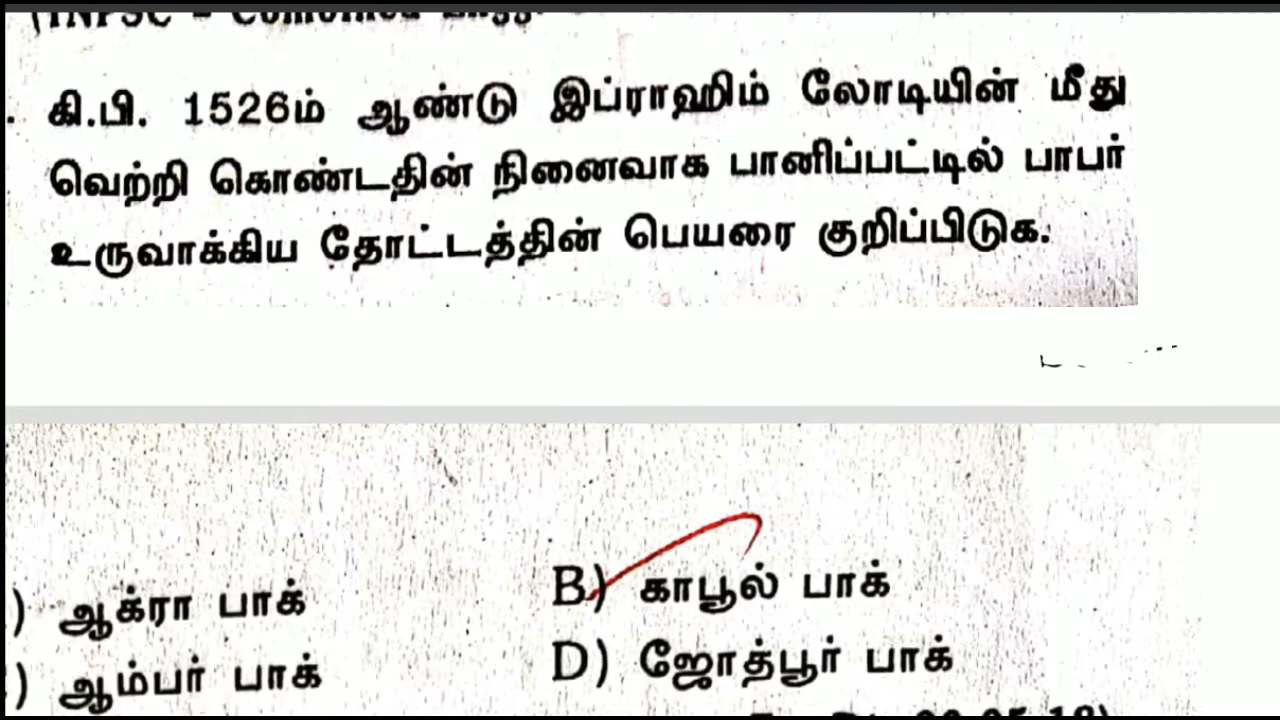 கி.பி. 1526ம் ஆண்டு இப்ராஹிம் லோடியின் மீது
வெற்றி கொண்டதின் நினைவாக பானிப்பட்டில் பாபர்
உருவாக்கிய தோட்டத்தின் பெயரை குறிப்பிடுக.
) ஆக்ரா பாக்
B) காபூல் பாக்
) ஆம்பர் பாக்
D) ஜோத்பூர் பாக்